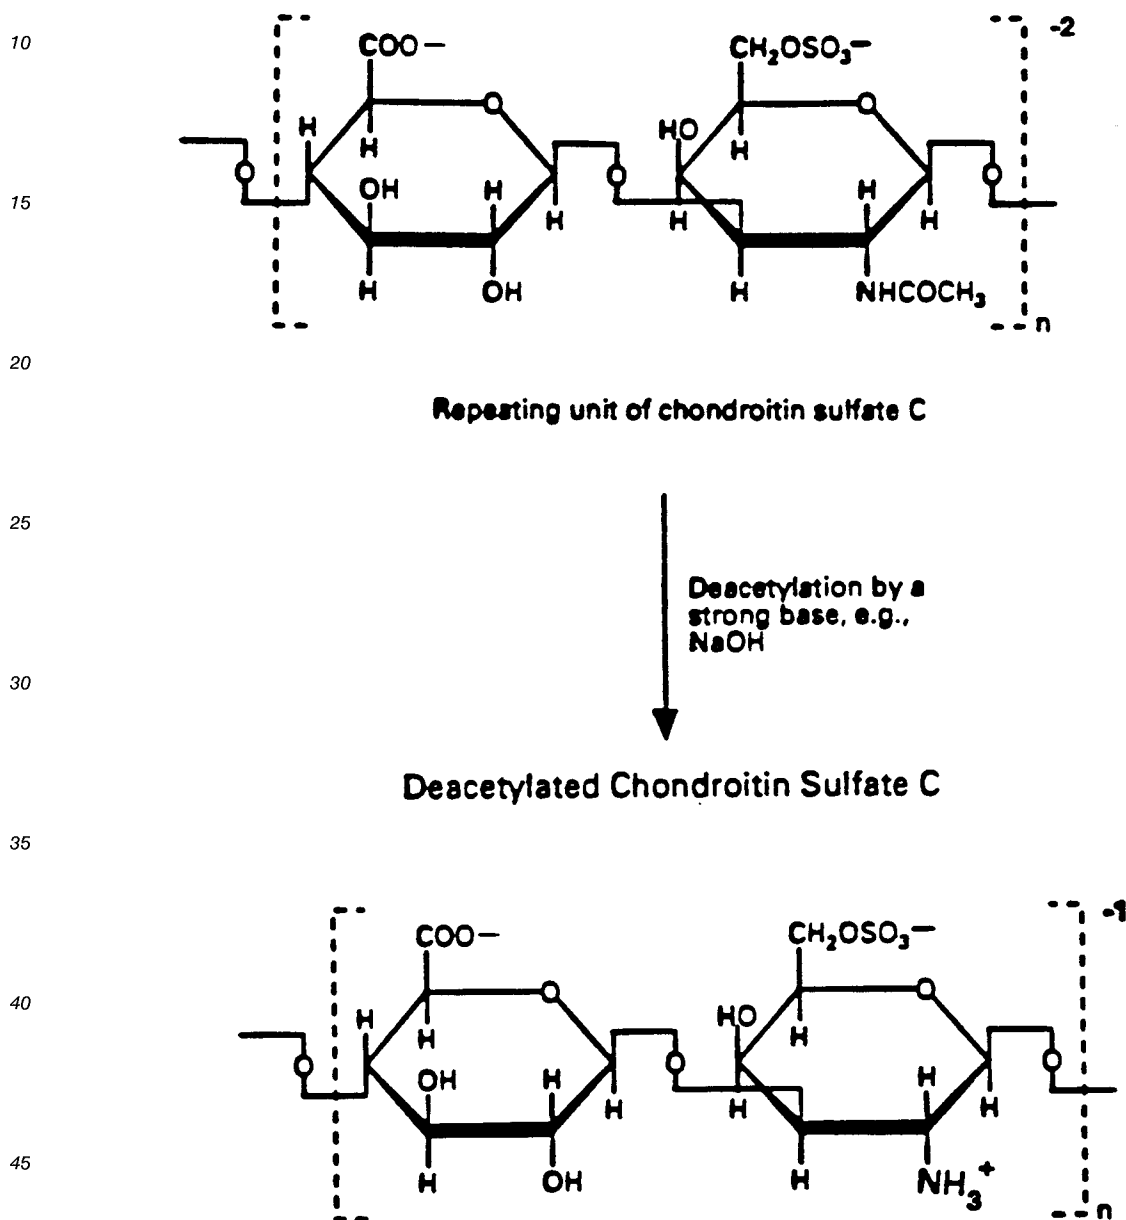 10
COO− CH₂OSO₃− -2
O O
H HO
H H
O O O
15
OH H H
H H H
H OH H NHCOCH₃
n
20
Repeating unit of chondroitin sulfate C
25
Deacetylation by a
strong base, e.g.,
NaOH
30
Deacetylated Chondroitin Sulfate C
35
-1
COO− CH₂OSO₃−
40
O O
H HO
H H
O O O
OH H H
H H H
45
H OH H NH₃⁺
n